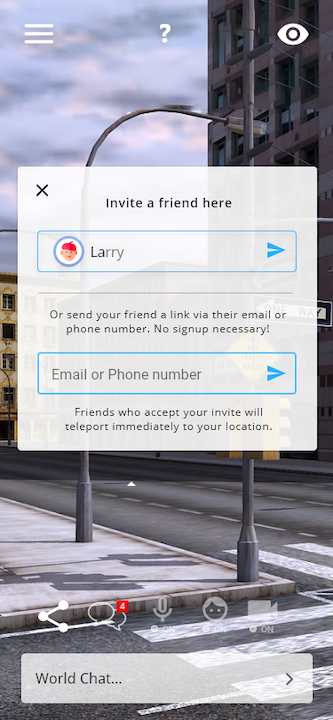 ?
Invite a friend here
Larry
Or send your friend a link via their email or
phone number. No signup necessary!
Email or Phone number
Friends who accept your invite will
teleport immediately to your location.
4
ON
World Chat...